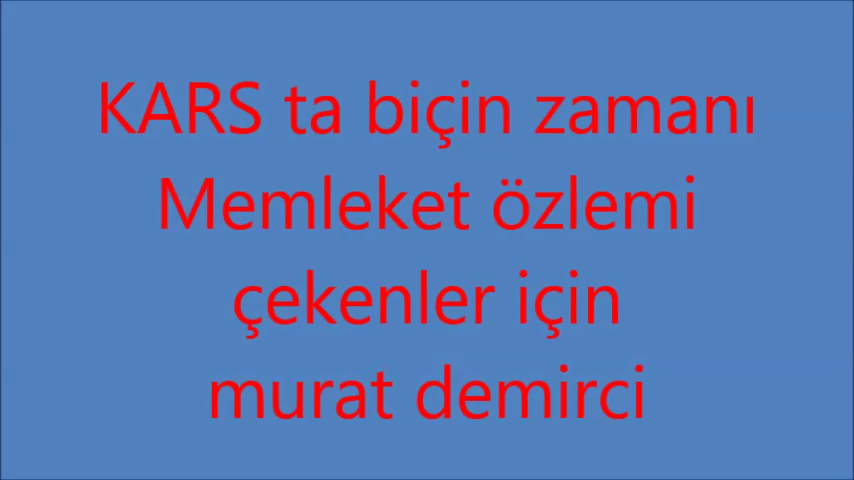 KARS ta biçin zamanı
Memleket özlemi
çekenler için
murat demirci